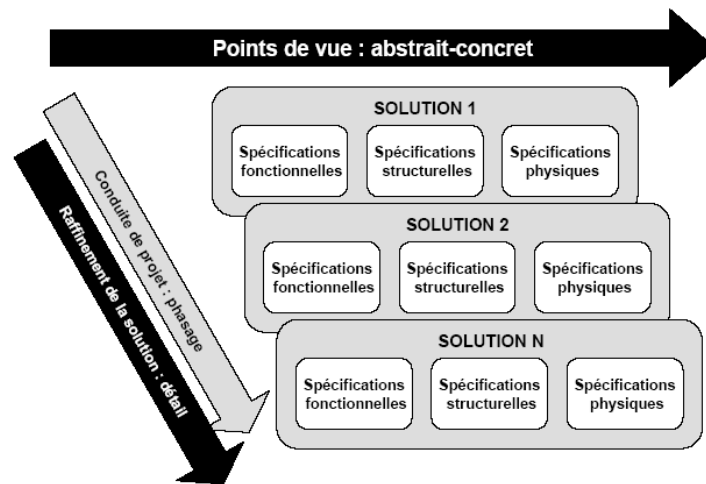 Points de vue : abstrait-concret
Conduite de projet : phasage
Raffinement de la solution : détail
SOLUTION 1
Spécifications
fonctionnelles
Spécifications
structurelles
Spécifications
physiques
SOLUTION 2
Spécifications
fonctionnelles
Spécifications
structurelles
Spécifications
physiques
SOLUTION N
Spécifications
fonctionnelles
Spécifications
structurelles
Spécifications
physiques